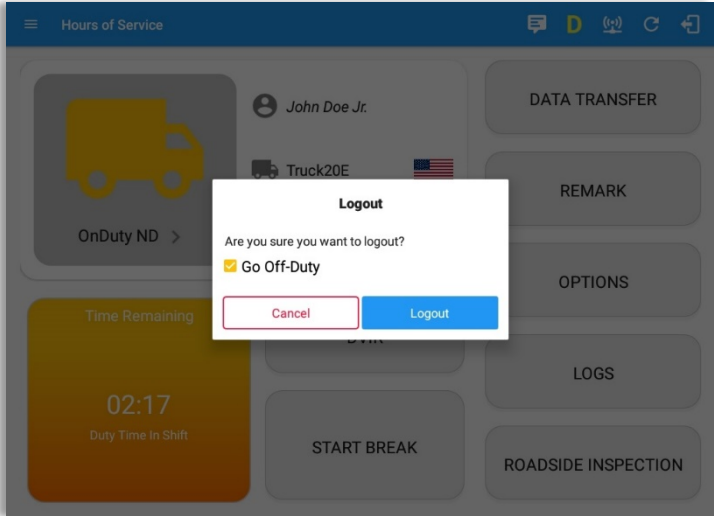 Hours of Service
D
John Doe Jr.
DATA TRANSFER
Truck20E
REMARK
OnDuty ND
Logout
Are you sure you want to logout?
Go Off-Duty
Cancel
Logout
OPTIONS
Time Remaining
DVIR
LOGS
02:17
Duty Time In Shift
START BREAK
ROADSIDE INSPECTION